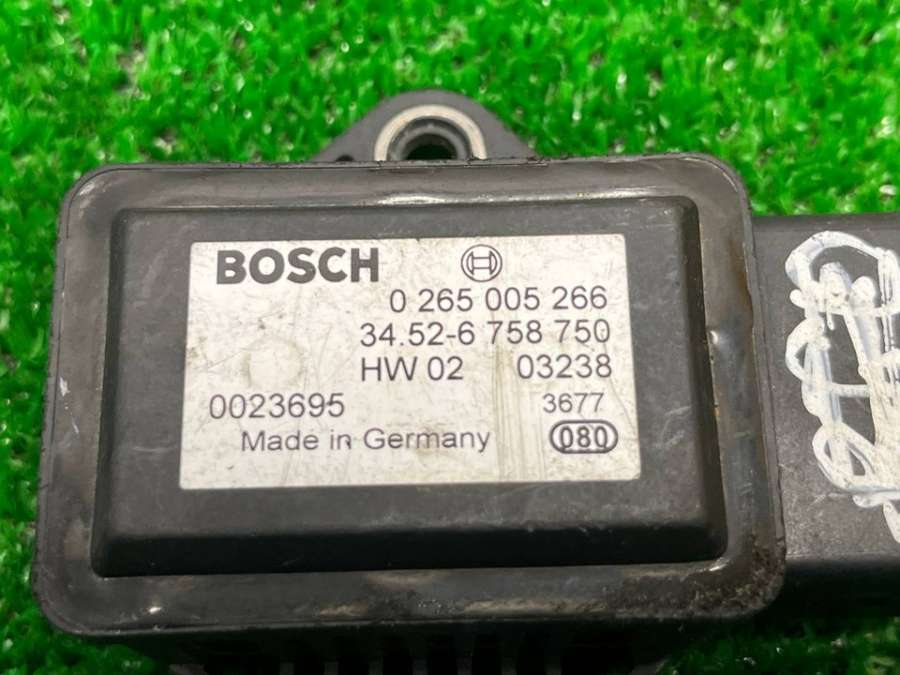 BOSCH
0 265 005 266
34.52-6 758 750
HW 02 03238
0023695 3677
Made in Germany 080